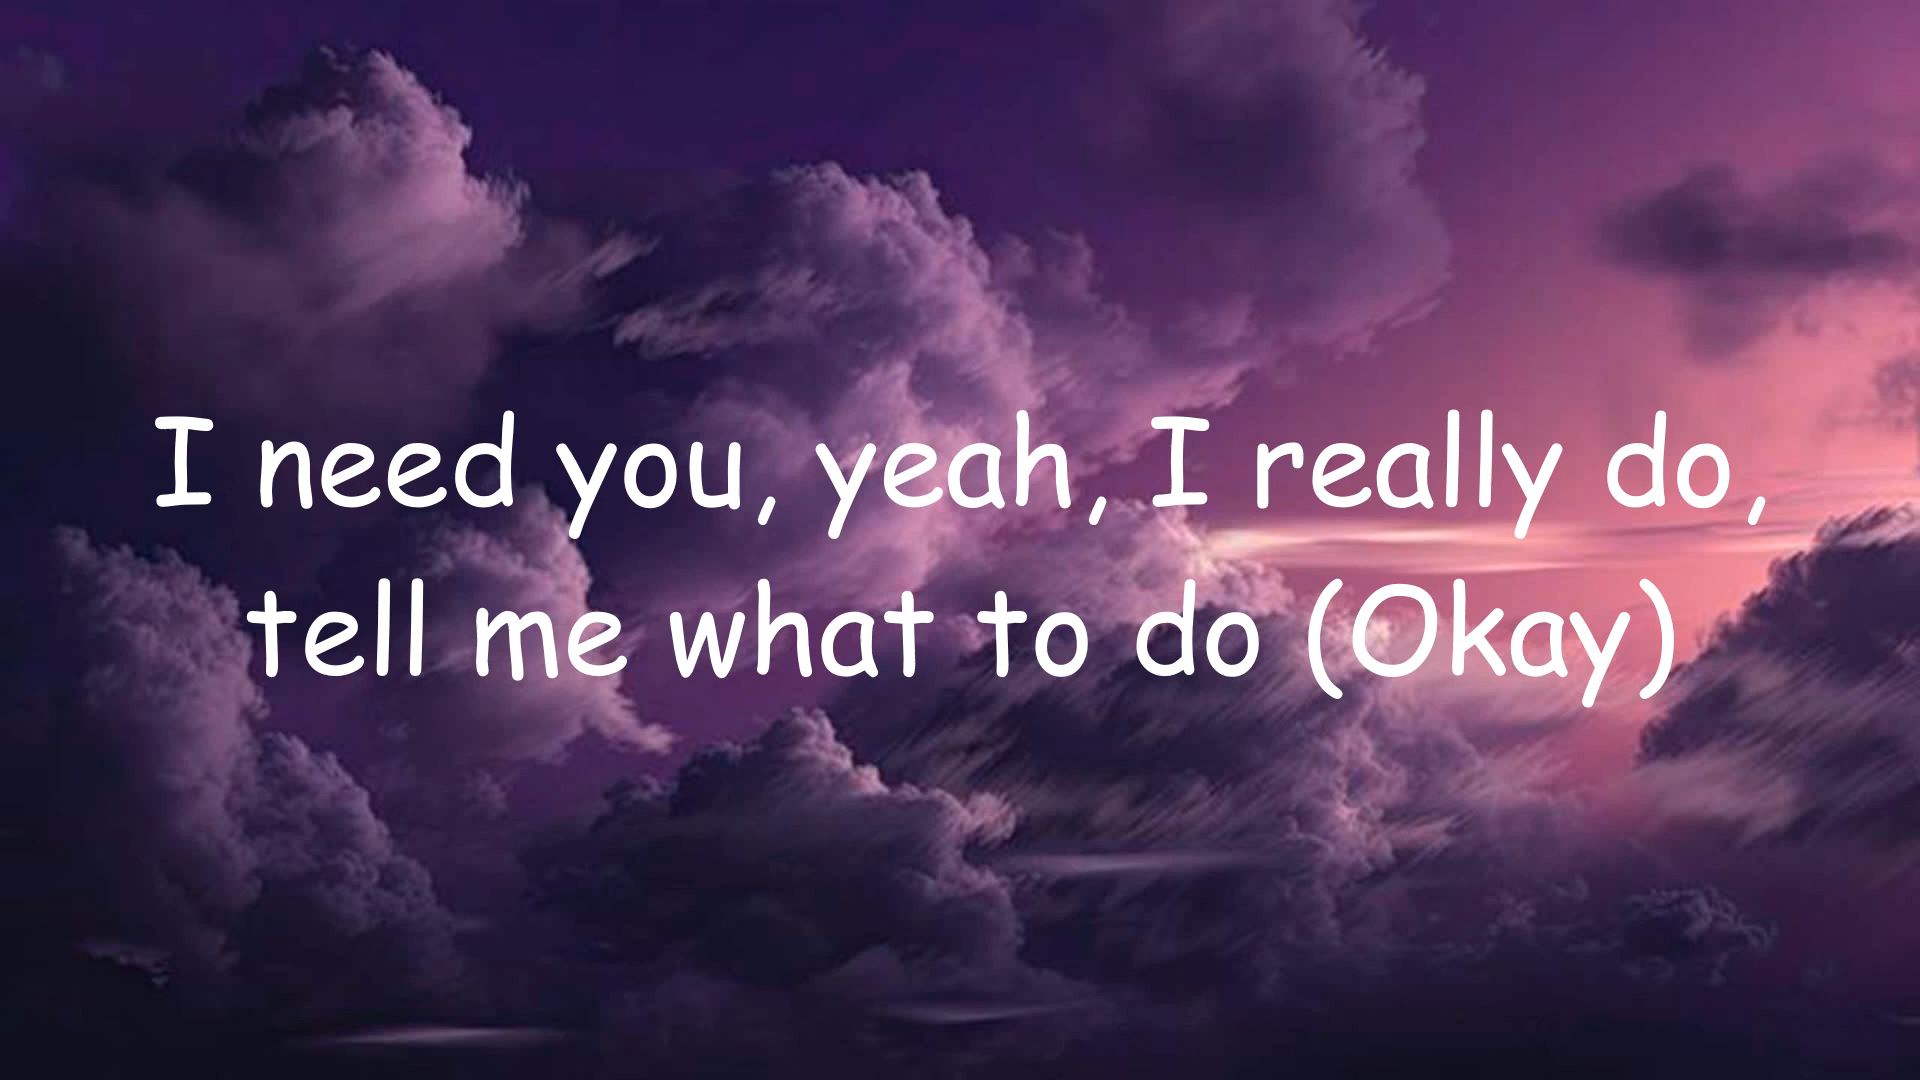 I need you, yeah, I really do,
tell me what to do (Okay)